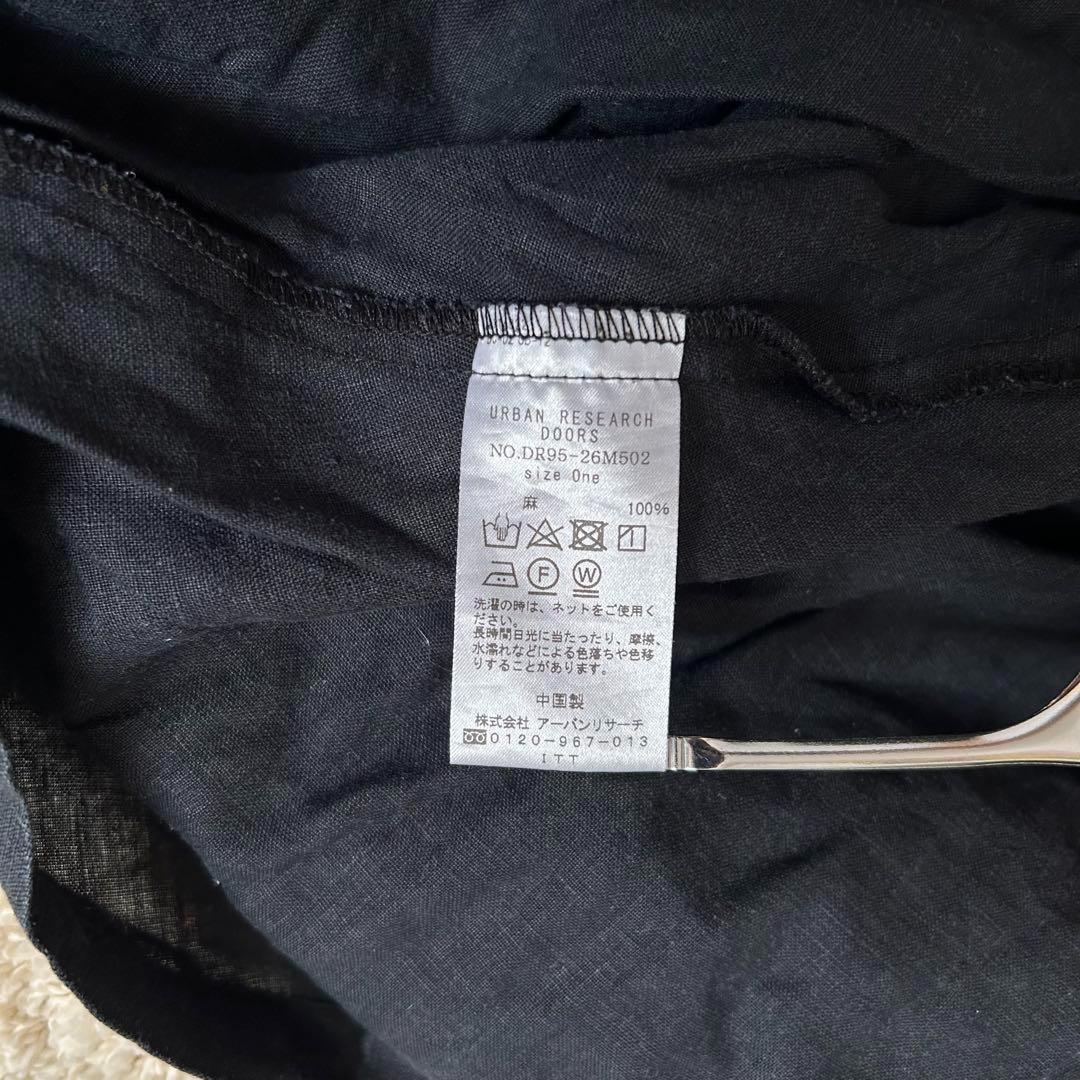 URBAN RESEARCH
DOORS
NO.DR95-26M502
size One
麻 100%
F W
洗濯の時は、ネットをご使用く
ださい。
長時間日光に当たったり、摩擦、
水濡れなどによる色落ちや色移
りすることがあります。
中国製
株式会社 アーバンリサーチ
0120-967-013
ITT